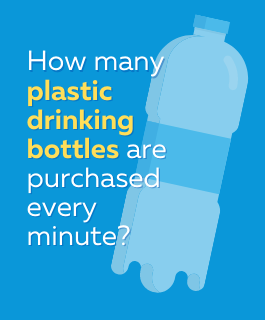 How many
plastic
drinking
bottles are
purchased
every
minute?